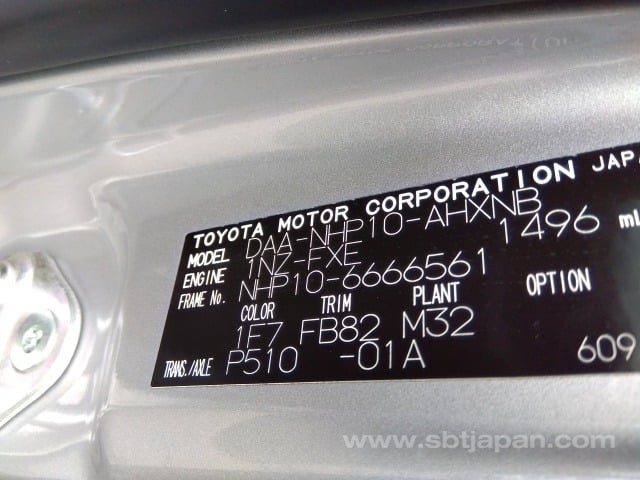 TOYOTA MOTOR CORPORATION JAPA
MODEL DAA-NHP10-AHXNB
ENGINE 1NZ-FXE 1496 mL
FRAME No. NHP10-6666561
COLOR TRIM PLANT OPTION
1F7 FB82 M32
TRANS./AXLE P510 -01A 609
www.sbtjapan.com